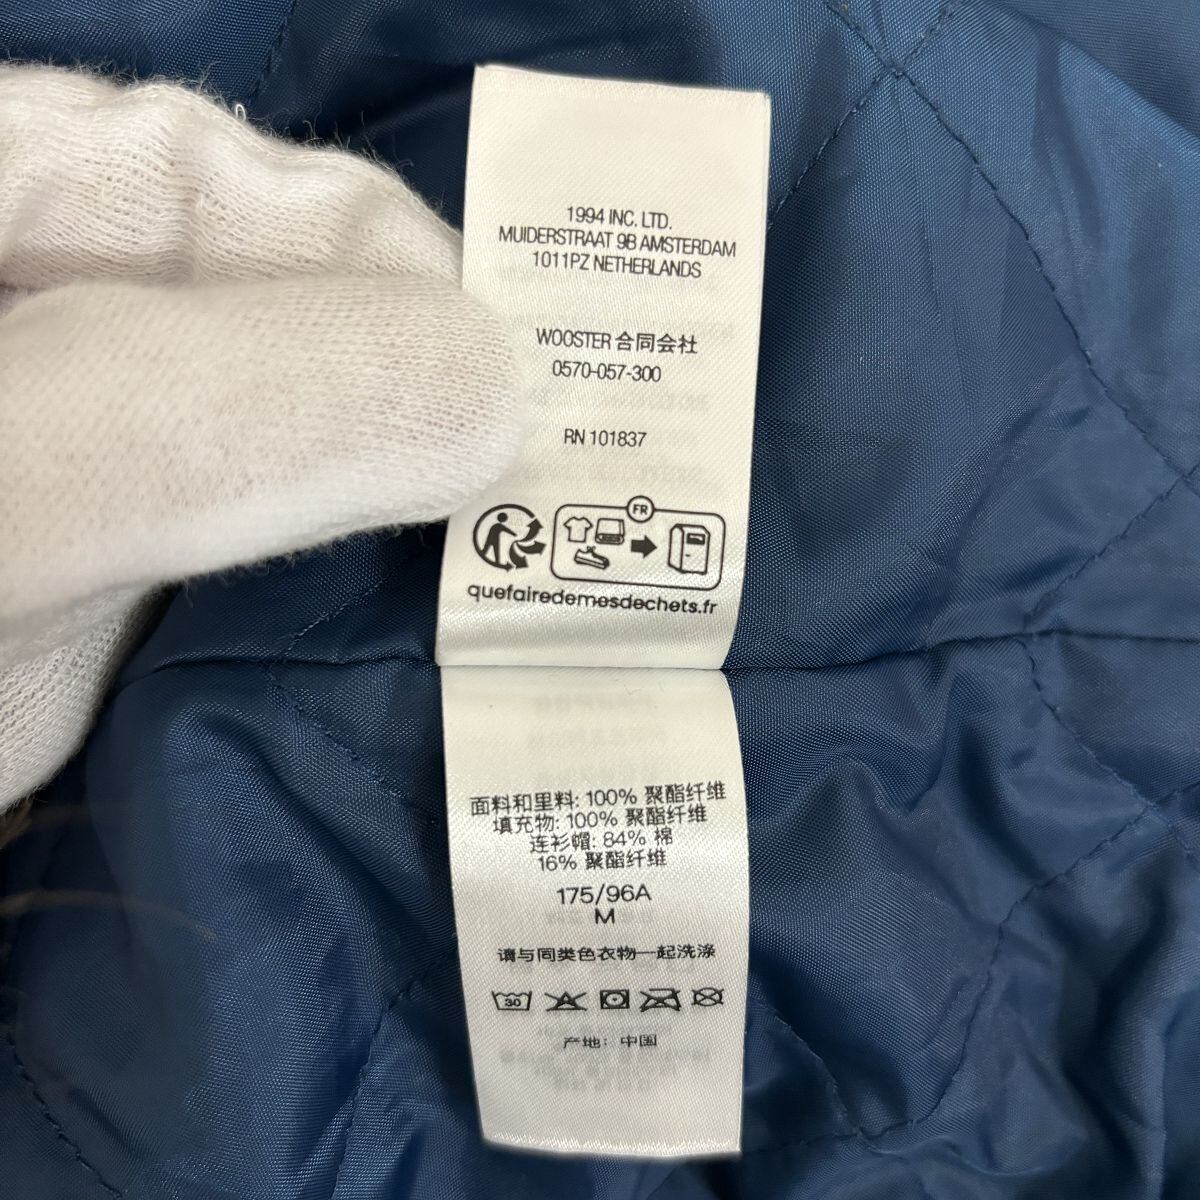 1994 INC. LTD.
MUIDERSTRAAT 9B AMSTERDAM
1011PZ NETHERLANDS
WOOSTER 合同会社
0570-057-300
RN 101837
FR
quefairedemesdechets.fr
面料和里料: 100% 聚酯纤维
填充物: 100% 聚酯纤维
连衫帽: 84% 棉
16% 聚酯纤维
175/96A
M
请与同类色衣物一起洗涤
30
产地: 中国